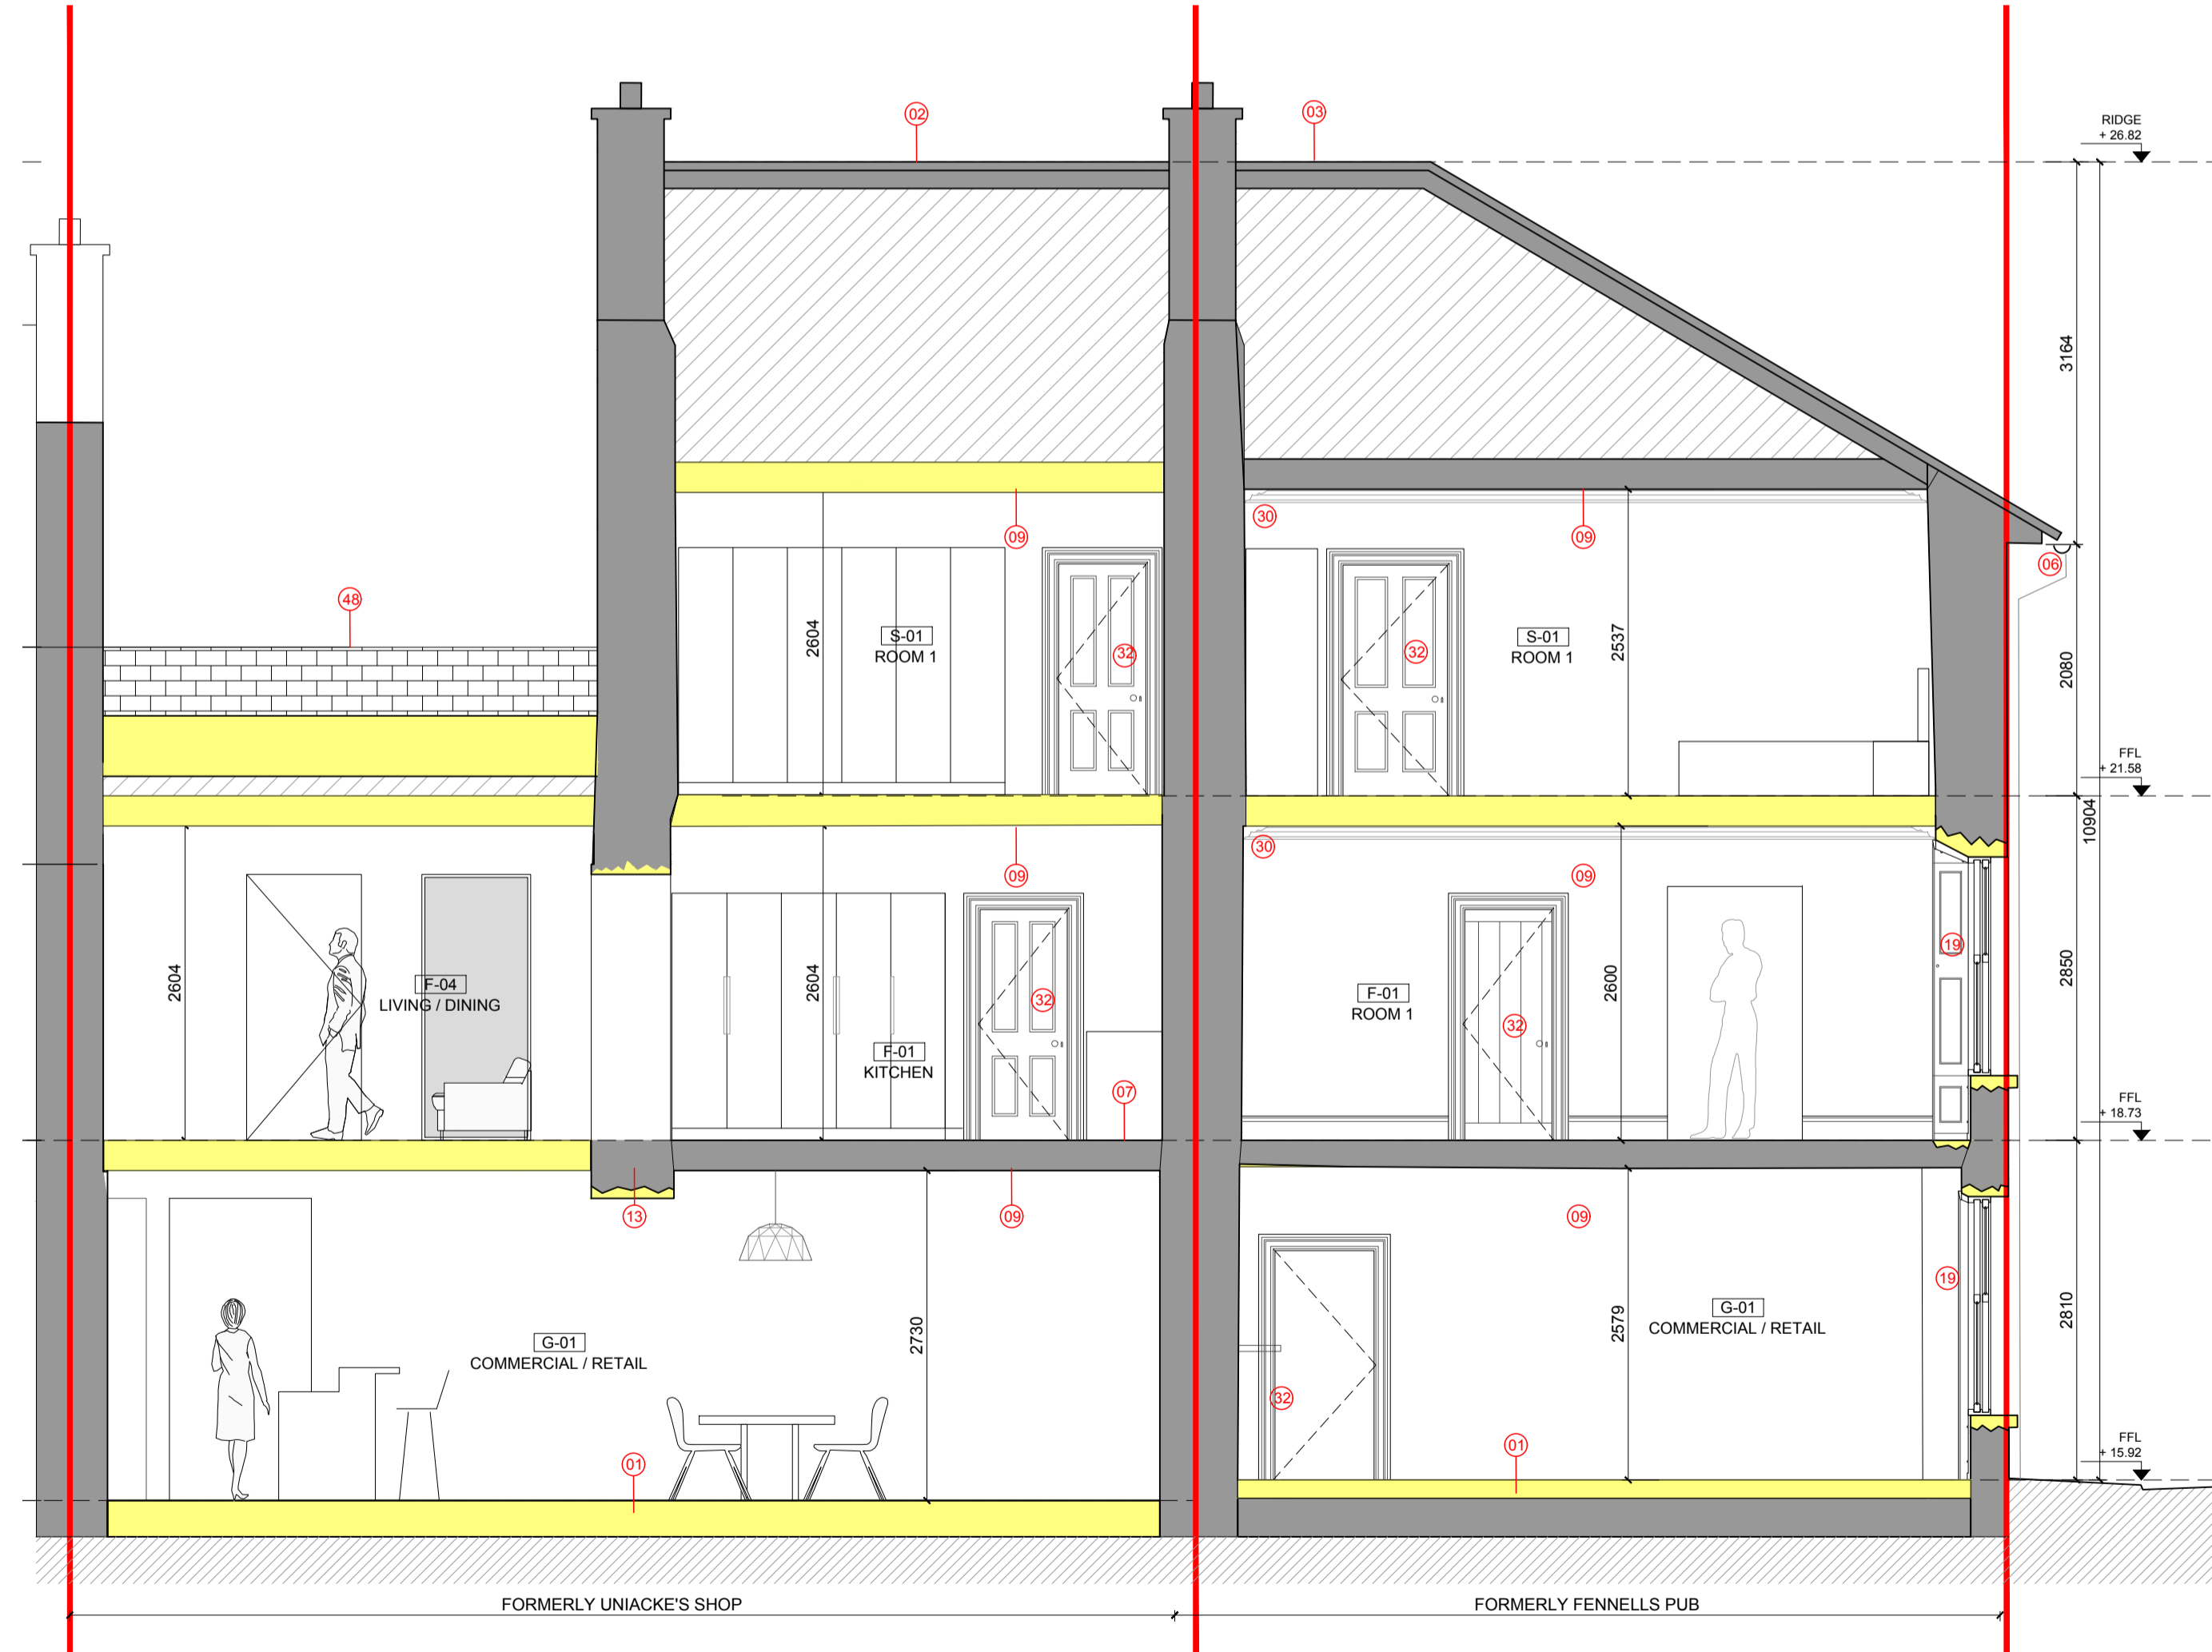 02
03
RIDGE
+ 26.82
3164
30
09
09
06
48
2604
S-01
ROOM 1
32
32
S-01
ROOM 1
2537
2080
FFL
+ 21.58
10904
30
09
09
19
2604
F-04
LIVING / DINING
2604
32
F-01
KITCHEN
07
F-01
ROOM 1
32
2600
2850
FFL
+ 18.73
13
09
09
19
G-01
COMMERCIAL / RETAIL
2730
32
2579
G-01
COMMERCIAL / RETAIL
2810
01
01
FFL
+ 15.92
FORMERLY UNIACKE'S SHOP
FORMERLY FENNELLS PUB